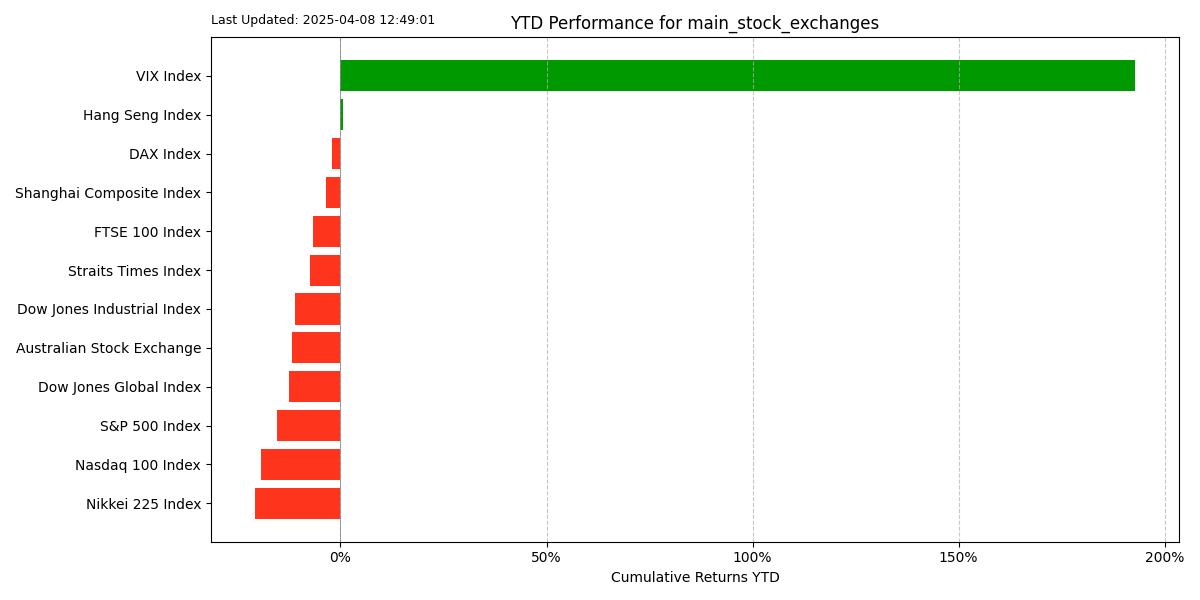 Last Updated: 2025-04-08 12:49:01
YTD Performance for main_stock_exchanges
VIX Index
Hang Seng Index
DAX Index
Shanghai Composite Index
FTSE 100 Index
Straits Times Index
Dow Jones Industrial Index
Australian Stock Exchange
Dow Jones Global Index
S&P 500 Index
Nasdaq 100 Index
Nikkei 225 Index
0% 50% 100% 150% 200%
Cumulative Returns YTD